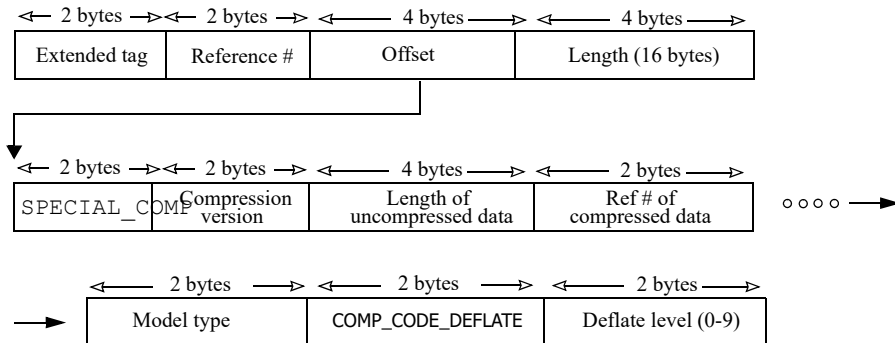 2 bytes 2 bytes 4 bytes 4 bytes
Extended tag Reference # Offset Length (16 bytes)
2 bytes 2 bytes 4 bytes 2 bytes
SPECIAL_COMP Compression version Length of uncompressed data Ref # of compressed data
2 bytes 2 bytes 2 bytes
Model type COMP_CODE_DEFLATE Deflate level (0-9)